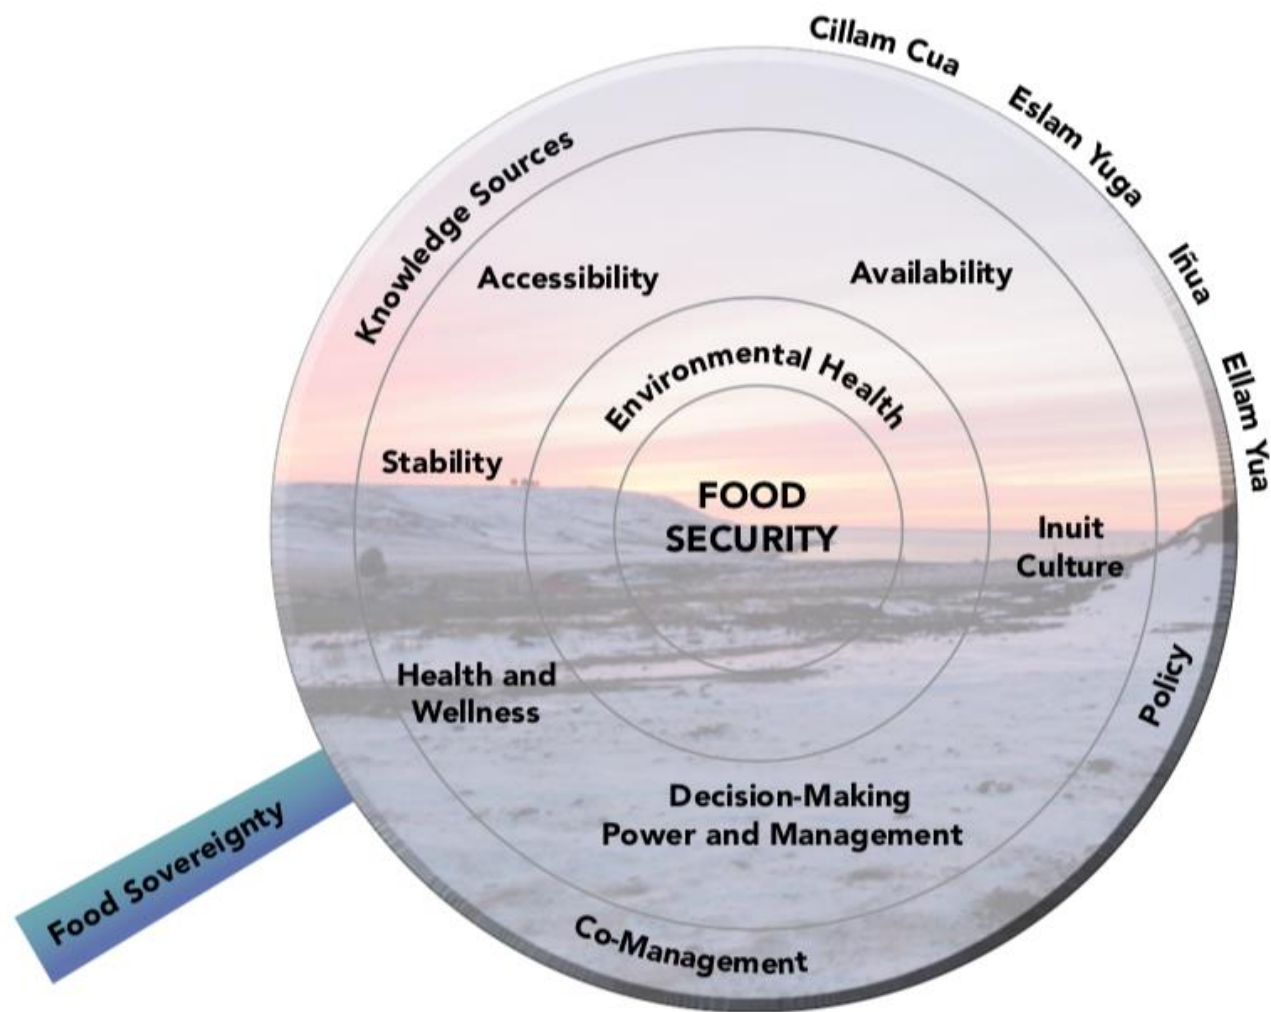 Cillam Cua
Eslam Yuga
Iñua
Ellam Yua
Knowledge Sources
Accessibility
Availability
Environmental Health
Stability
FOOD
SECURITY
Inuit
Culture
Health and
Wellness
Policy
Decision-Making
Power and Management
Food Sovereignty
Co-Management